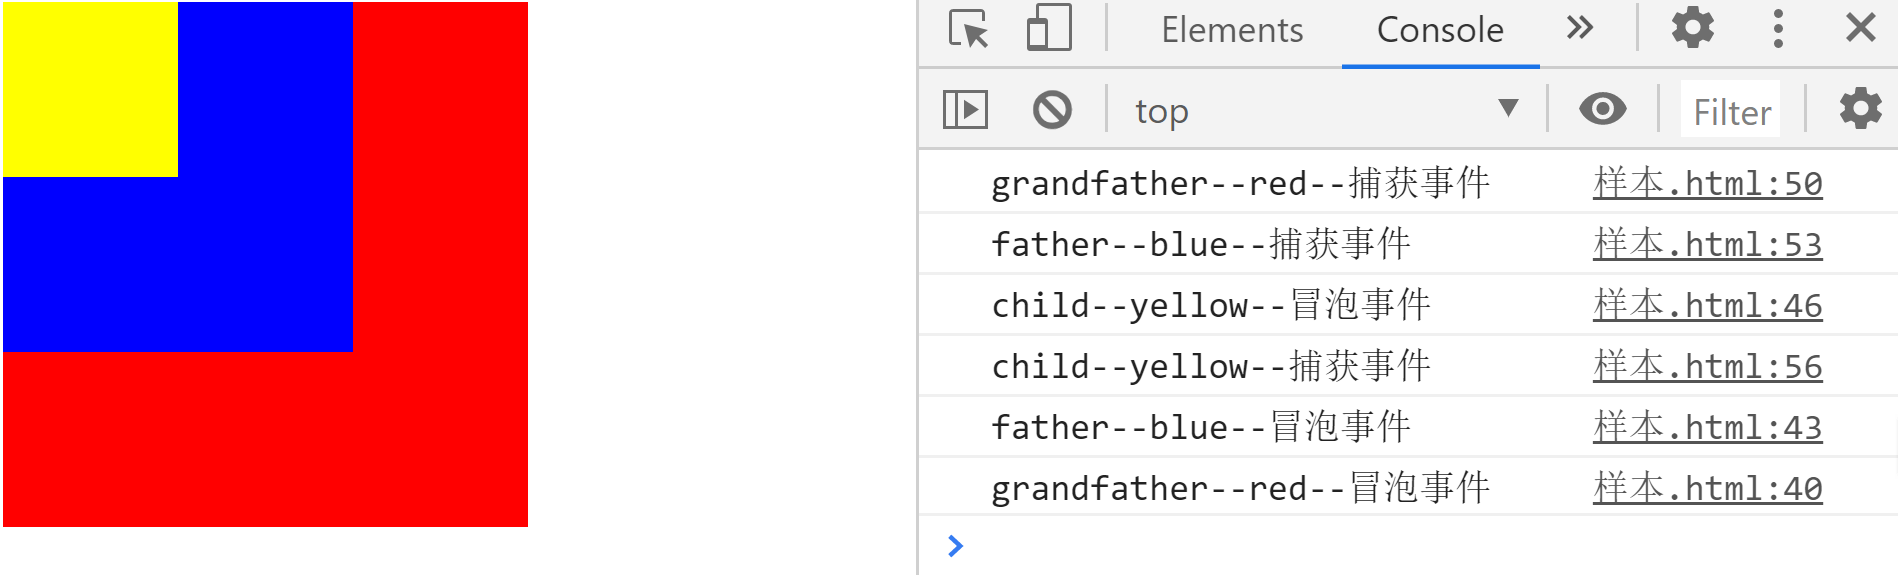 Elements Console
top Filter
grandfather--red--捕获事件 样本.html:50
father--blue--捕获事件 样本.html:53
child--yellow--冒泡事件 样本.html:46
child--yellow--捕获事件 样本.html:56
father--blue--冒泡事件 样本.html:43
grandfather--red--冒泡事件 样本.html:40